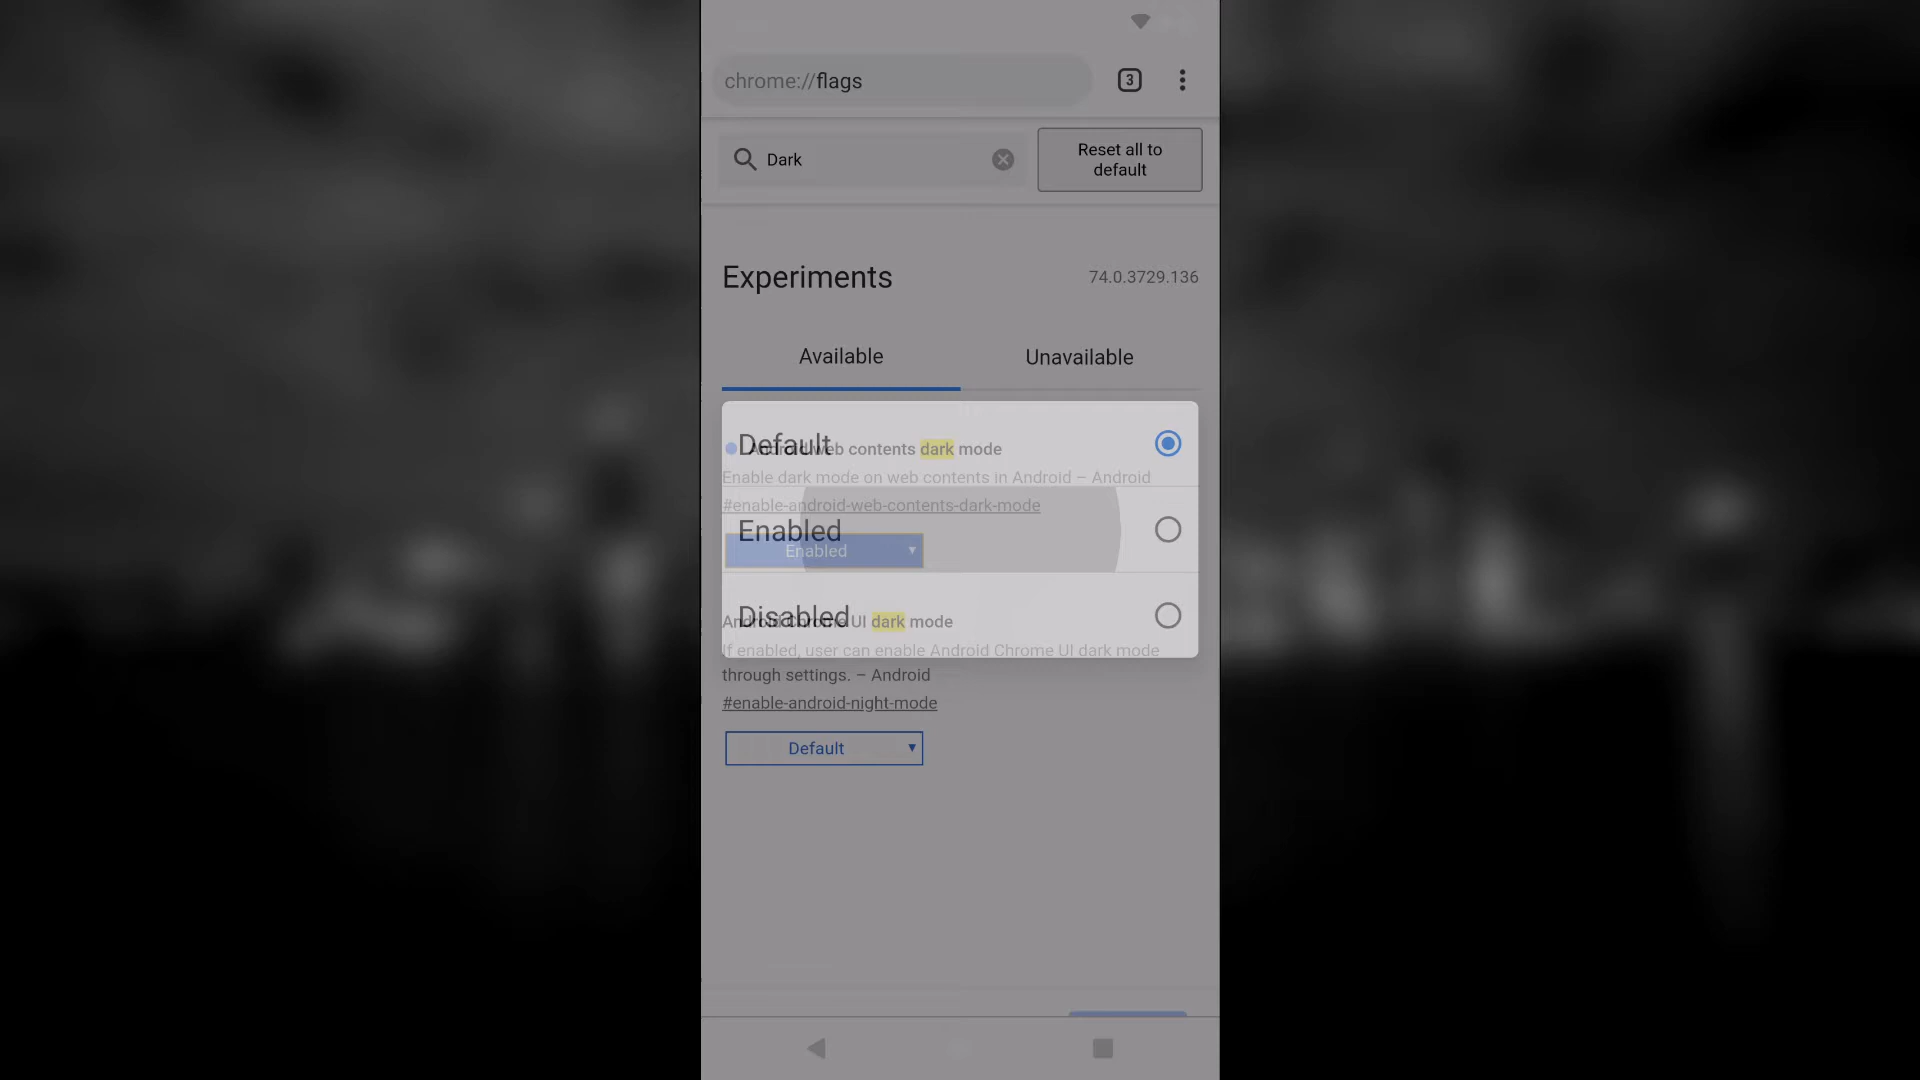 chrome://flags
3
Dark
Reset all to
default
Experiments
74.0.3729.136
Available
Unavailable
Default
Android web contents dark mode
Enable dark mode on web contents in Android – Android
#enable-android-web-contents-dark-mode
Enabled
Enabled
Disabled
Android Chrome UI dark mode
If enabled, user can enable Android Chrome UI dark mode
through settings. – Android
#enable-android-night-mode
Default